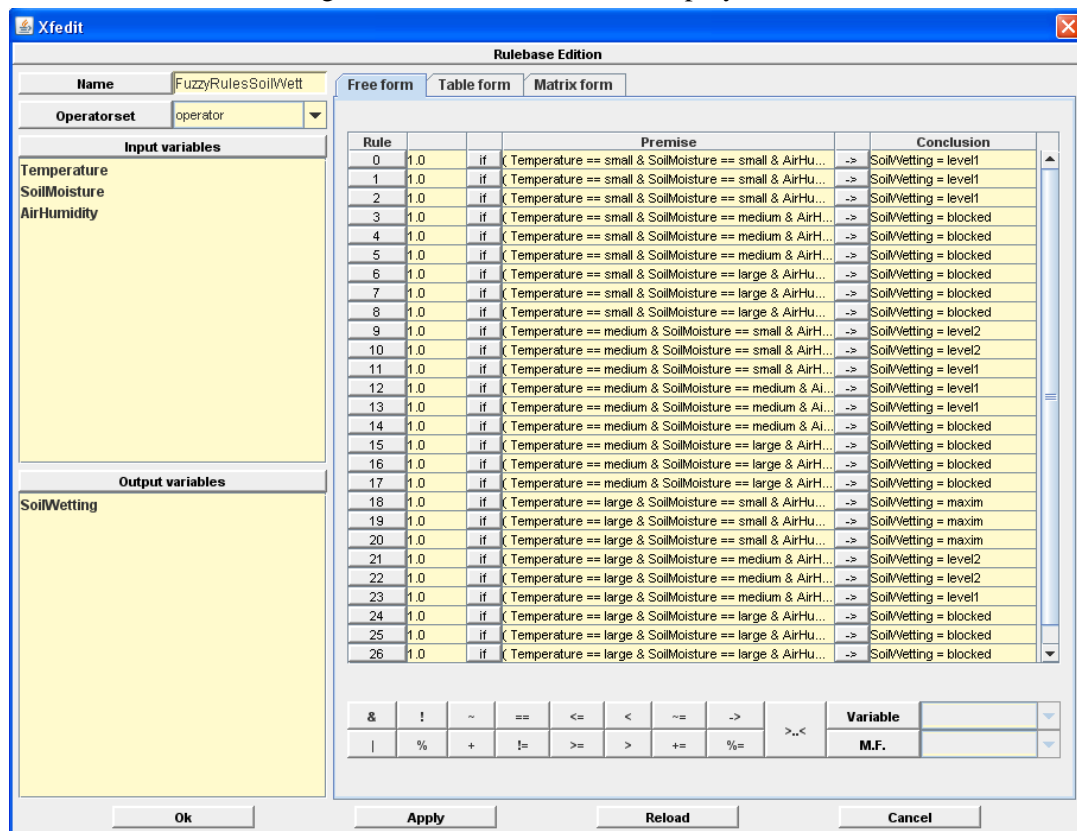 Xfedit
Rulebase Edition
Name FuzzyRulesSoilWett
Operatorset operator
Input variables
Temperature
SoilMoisture
AirHumidity
Output variables
SoilWetting
Free form Table form Matrix form
Rule Premise Conclusion
0 1.0 if ( Temperature == small & SoilMoisture == small & AirHu... -> SoilWetting = level1
1 1.0 if ( Temperature == small & SoilMoisture == small & AirHu... -> SoilWetting = level1
2 1.0 if ( Temperature == small & SoilMoisture == small & AirHu... -> SoilWetting = level1
3 1.0 if ( Temperature == small & SoilMoisture == medium & AirH... -> SoilWetting = blocked
4 1.0 if ( Temperature == small & SoilMoisture == medium & AirH... -> SoilWetting = blocked
5 1.0 if ( Temperature == small & SoilMoisture == medium & AirH... -> SoilWetting = blocked
6 1.0 if ( Temperature == small & SoilMoisture == large & AirHu... -> SoilWetting = blocked
7 1.0 if ( Temperature == small & SoilMoisture == large & AirHu... -> SoilWetting = blocked
8 1.0 if ( Temperature == small & SoilMoisture == large & AirHu... -> SoilWetting = blocked
9 1.0 if ( Temperature == medium & SoilMoisture == small & AirH... -> SoilWetting = level2
10 1.0 if ( Temperature == medium & SoilMoisture == small & AirH... -> SoilWetting = level2
11 1.0 if ( Temperature == medium & SoilMoisture == small & AirH... -> SoilWetting = level1
12 1.0 if ( Temperature == medium & SoilMoisture == medium & Ai... -> SoilWetting = level1
13 1.0 if ( Temperature == medium & SoilMoisture == medium & Ai... -> SoilWetting = level1
14 1.0 if ( Temperature == medium & SoilMoisture == medium & Ai... -> SoilWetting = blocked
15 1.0 if ( Temperature == medium & SoilMoisture == large & AirH... -> SoilWetting = blocked
16 1.0 if ( Temperature == medium & SoilMoisture == large & AirH... -> SoilWetting = blocked
17 1.0 if ( Temperature == medium & SoilMoisture == large & AirH... -> SoilWetting = blocked
18 1.0 if ( Temperature == large & SoilMoisture == small & AirHu... -> SoilWetting = maxim
19 1.0 if ( Temperature == large & SoilMoisture == small & AirHu... -> SoilWetting = maxim
20 1.0 if ( Temperature == large & SoilMoisture == small & AirHu... -> SoilWetting = maxim
21 1.0 if ( Temperature == large & SoilMoisture == medium & AirH... -> SoilWetting = level2
22 1.0 if ( Temperature == large & SoilMoisture == medium & AirH... -> SoilWetting = level2
23 1.0 if ( Temperature == large & SoilMoisture == medium & AirH... -> SoilWetting = level1
24 1.0 if ( Temperature == large & SoilMoisture == large & AirHu... -> SoilWetting = blocked
25 1.0 if ( Temperature == large & SoilMoisture == large & AirHu... -> SoilWetting = blocked
26 1.0 if ( Temperature == large & SoilMoisture == large & AirHu... -> SoilWetting = blocked
& ! ~ == <= < ~= -> >..< Variable
| % + != >= > += %= M.F.
Ok Apply Reload Cancel